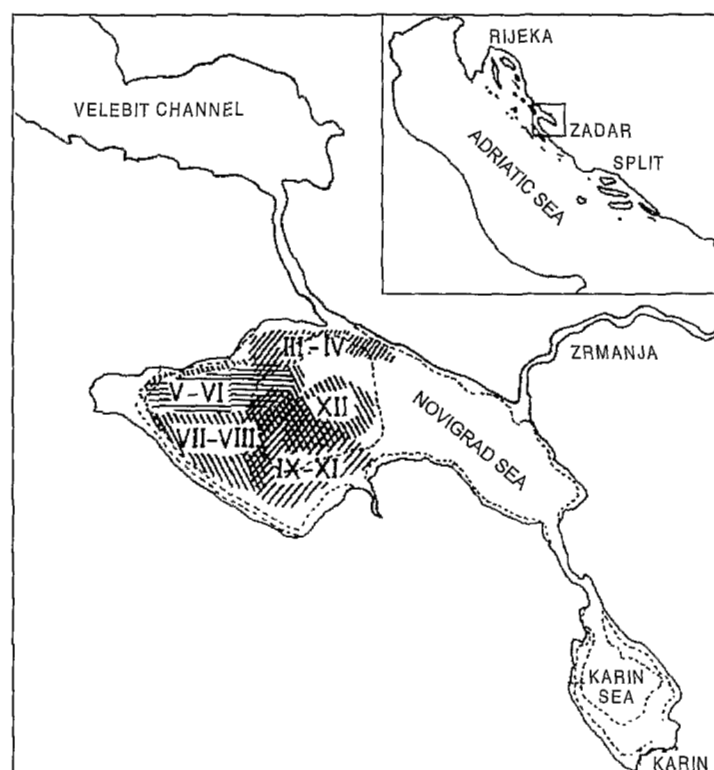 RIJEKA
VELEBIT CHANNEL
ZADAR
ADRIATIC SEA
SPLIT
III-IV
ZRMANJA
V-VI
XII
NOVIGRAD SEA
VII-VIII
IX-XI
KARIN
SEA
KARIN